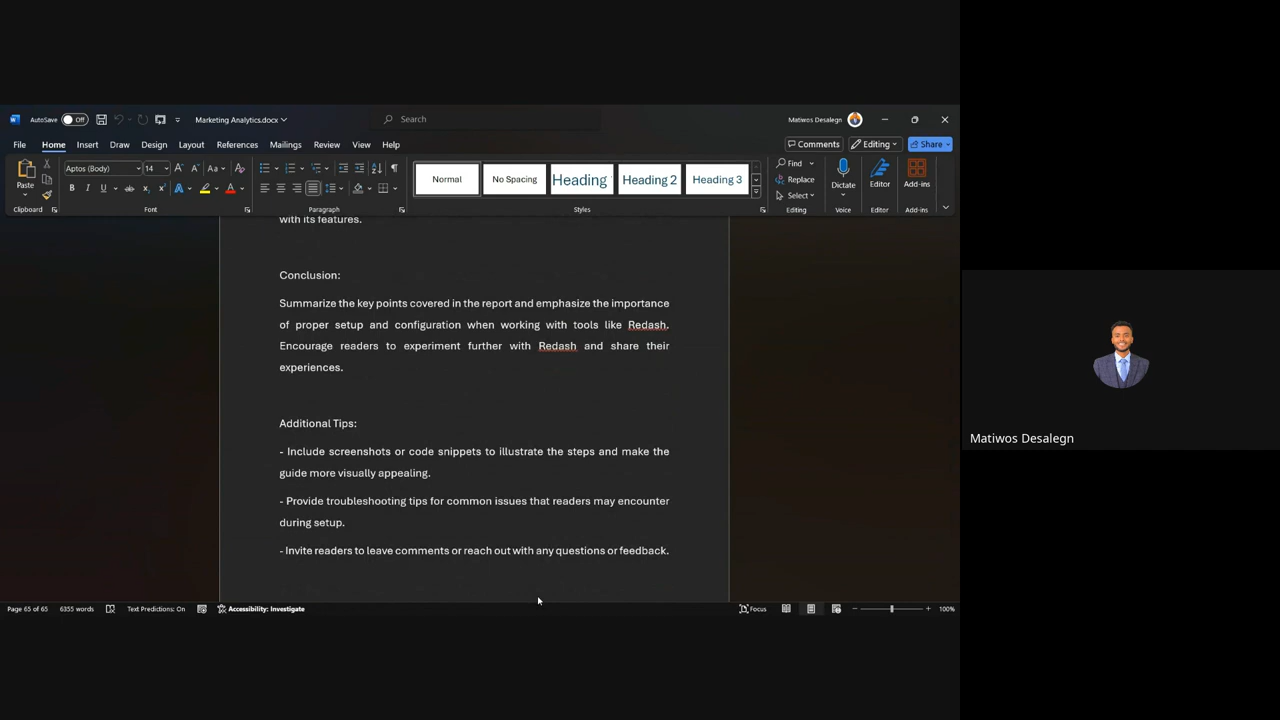 AutoSave Off Marketing Analytics.docx Search Matiwos Desalegn
File Home Insert Draw Design Layout References Mailings Review View Help Comments Editing Share
Paste Aptos (Body) 14 Normal No Spacing Heading Heading 2 Heading 3 Find Replace Select Dictate Editor Add-ins
Clipboard Font Paragraph Styles Editing Voice Editor Add-ins
with its features.
Conclusion:
Summarize the key points covered in the report and emphasize the importance
of proper setup and configuration when working with tools like Redash.
Encourage readers to experiment further with Redash and share their
experiences.
Additional Tips:
- Include screenshots or code snippets to illustrate the steps and make the
guide more visually appealing.
- Provide troubleshooting tips for common issues that readers may encounter
during setup.
- Invite readers to leave comments or reach out with any questions or feedback.
Page 65 of 65 6355 words Text Predictions: On Accessibility: Investigate Focus 100%
Matiwos Desalegn